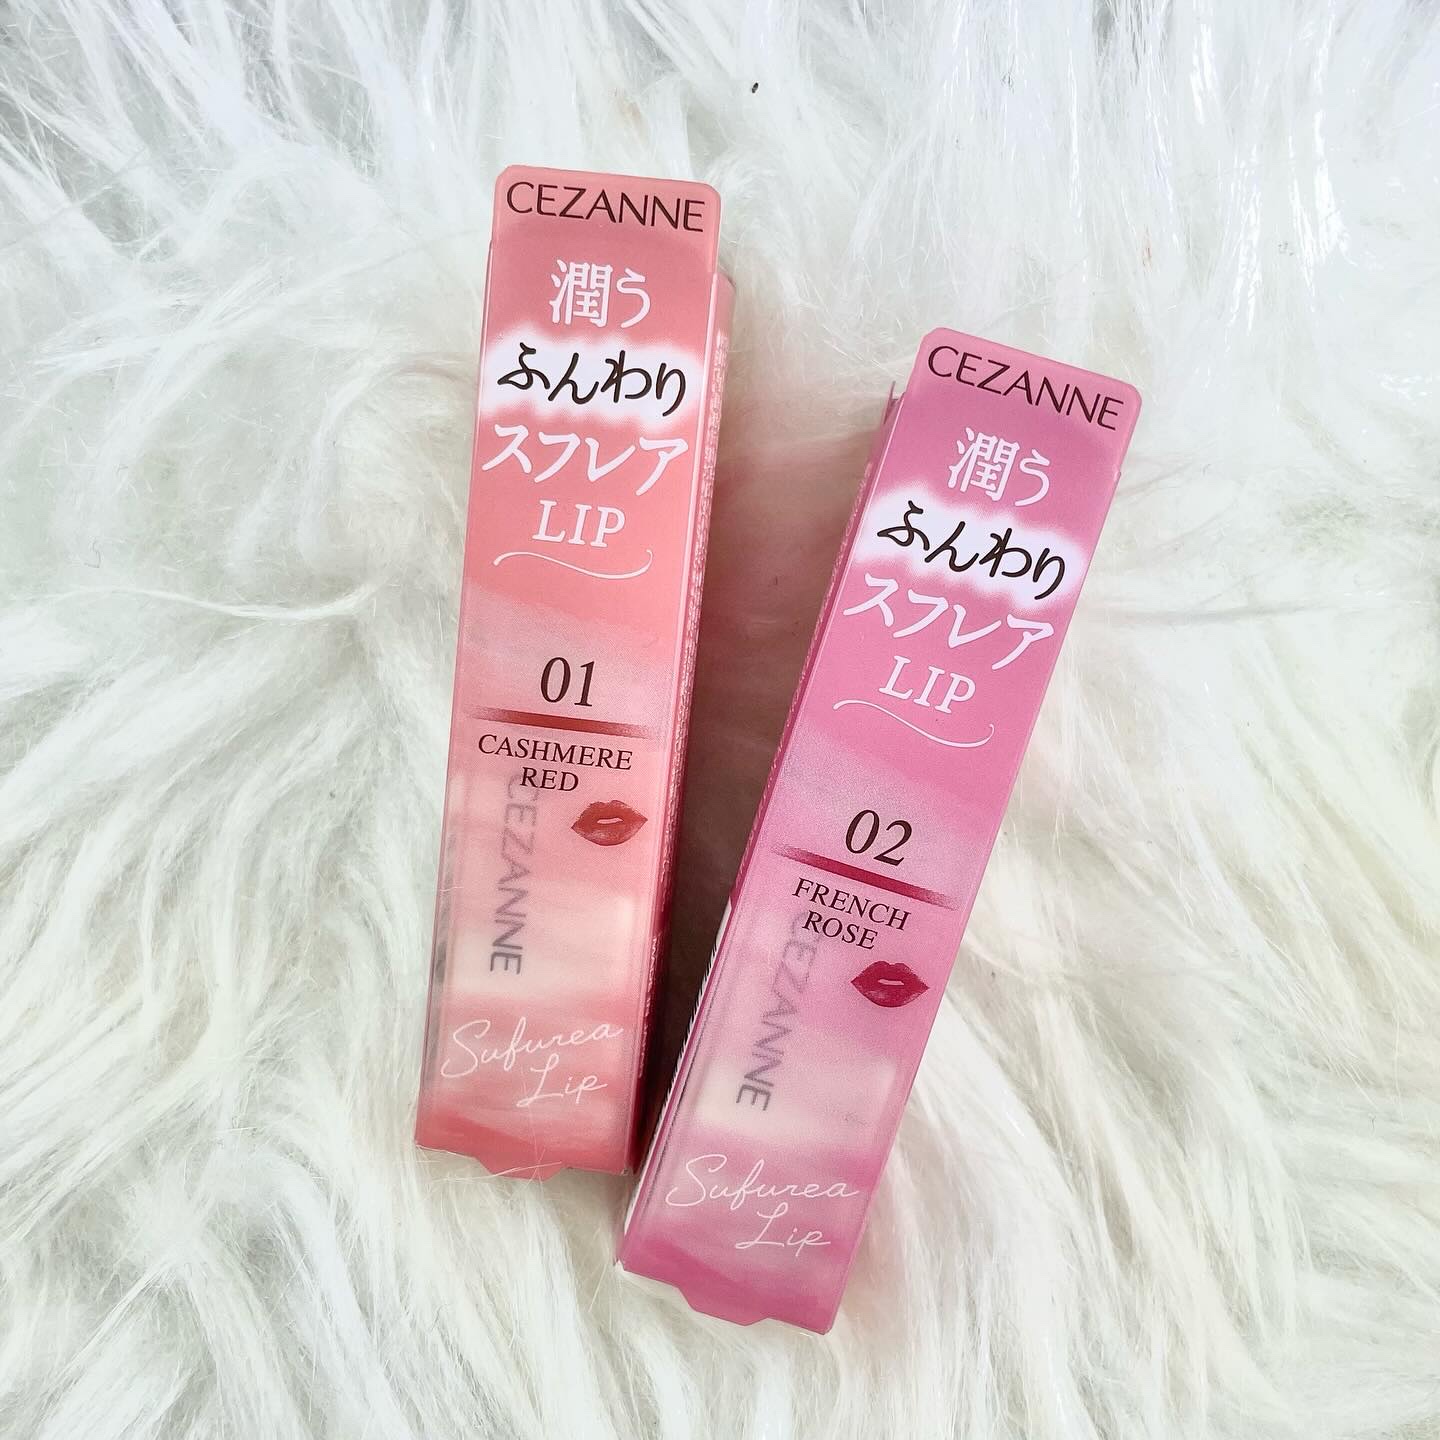 CEZANNE
潤う
ふんわり
スフレア
LIP
01
CASHMERE
RED
CEZANNE
Sufurea
Lip
CEZANNE
潤う
ふんわり
スフレア
LIP
02
FRENCH
ROSE
CEZANNE
Sufurea
Lip